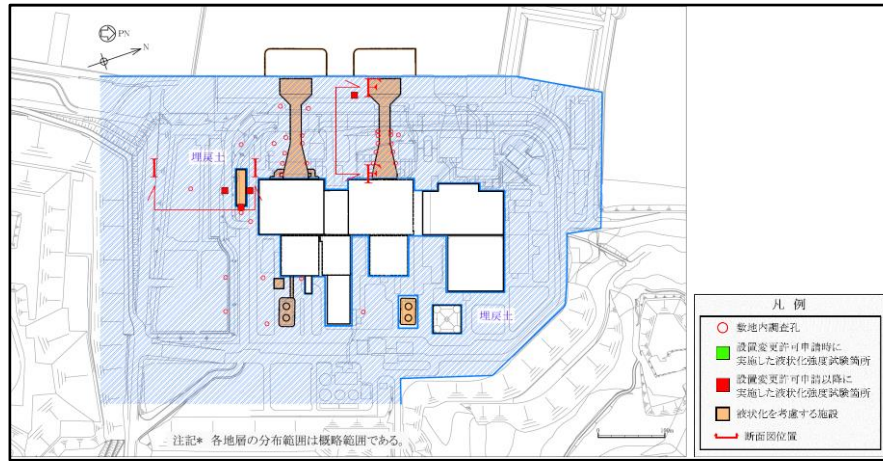 PN
N
F
埋戻土
I
I
F
埋戻土
注記* 各地層の分布範囲は概略範囲である。
0
100m
凡例
敷地内調査孔
設置変更許可申請時に
実施した液状化強度試験箇所
設置変更許可申請以降に
実施した液状化強度試験箇所
液状化を考慮する施設
断面図位置